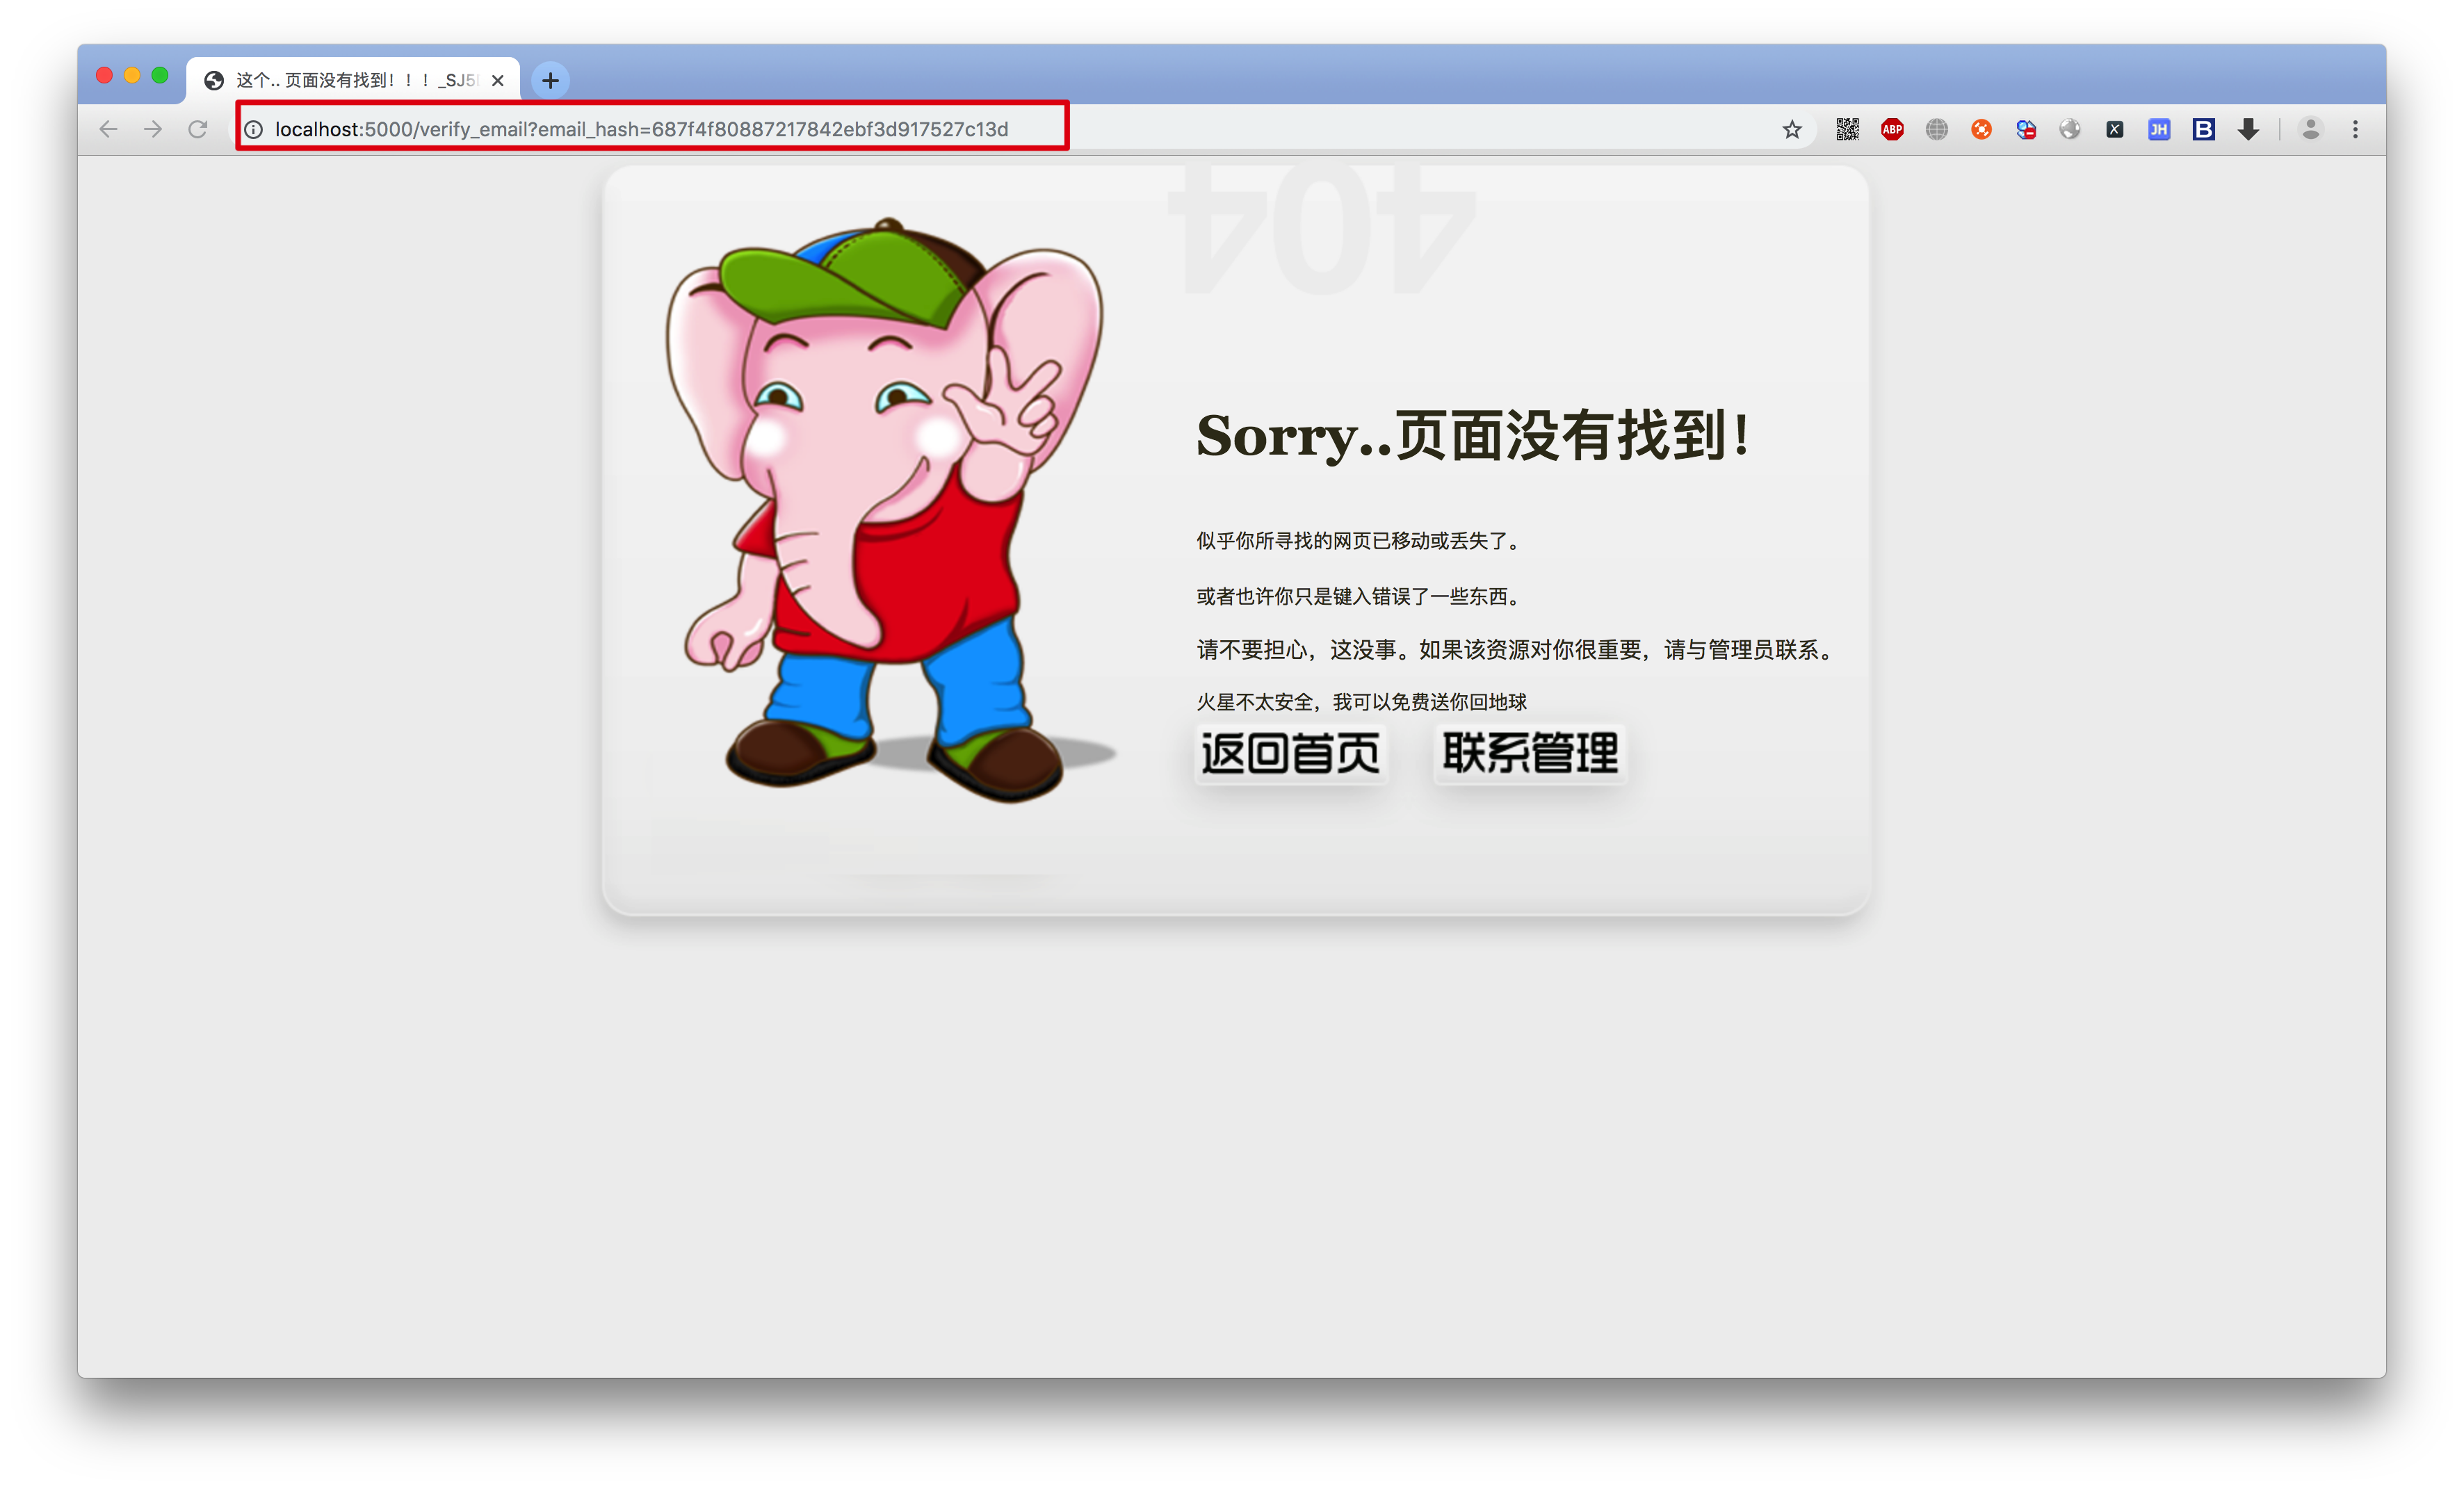 这个.. 页面没有找到！！！_SJ5
localhost:5000/verify_email?email_hash=687f4f80887217842ebf3d917527c13d
ABP
X
JH
B
404
Sorry..页面没有找到！
似乎你所寻找的网页已移动或丢失了。
或者也许你只是键入错误了一些东西。
请不要担心，这没事。如果该资源对你很重要，请与管理员联系。
火星不太安全，我可以免费送你回地球
返回首页 联系管理